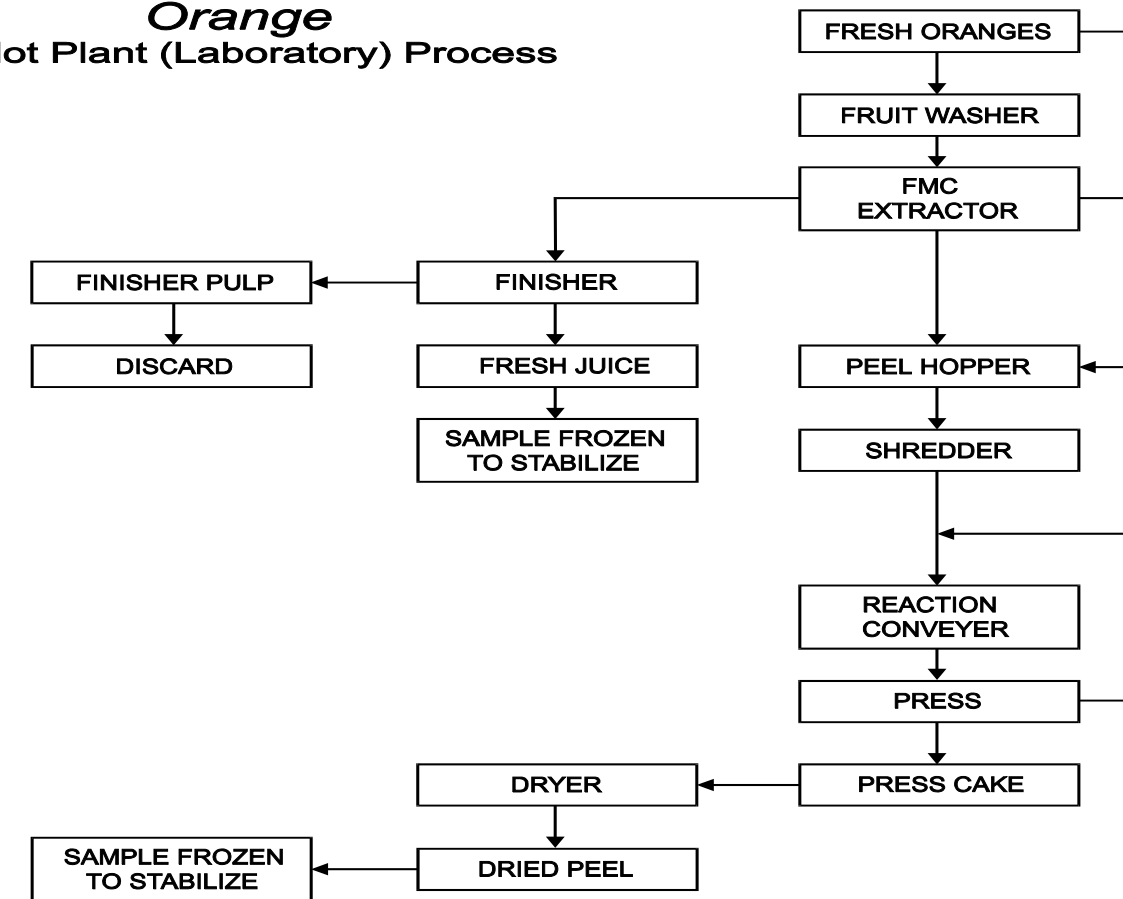 Orange
lot Plant (Laboratory) Process
FRESH ORANGES
FRUIT WASHER
FMC
EXTRACTOR
FINISHER PULP
FINISHER
DISCARD
FRESH JUICE
PEEL HOPPER
SAMPLE FROZEN
TO STABILIZE
SHREDDER
REACTION
CONVEYER
PRESS
DRYER
PRESS CAKE
SAMPLE FROZEN
TO STABILIZE
DRIED PEEL